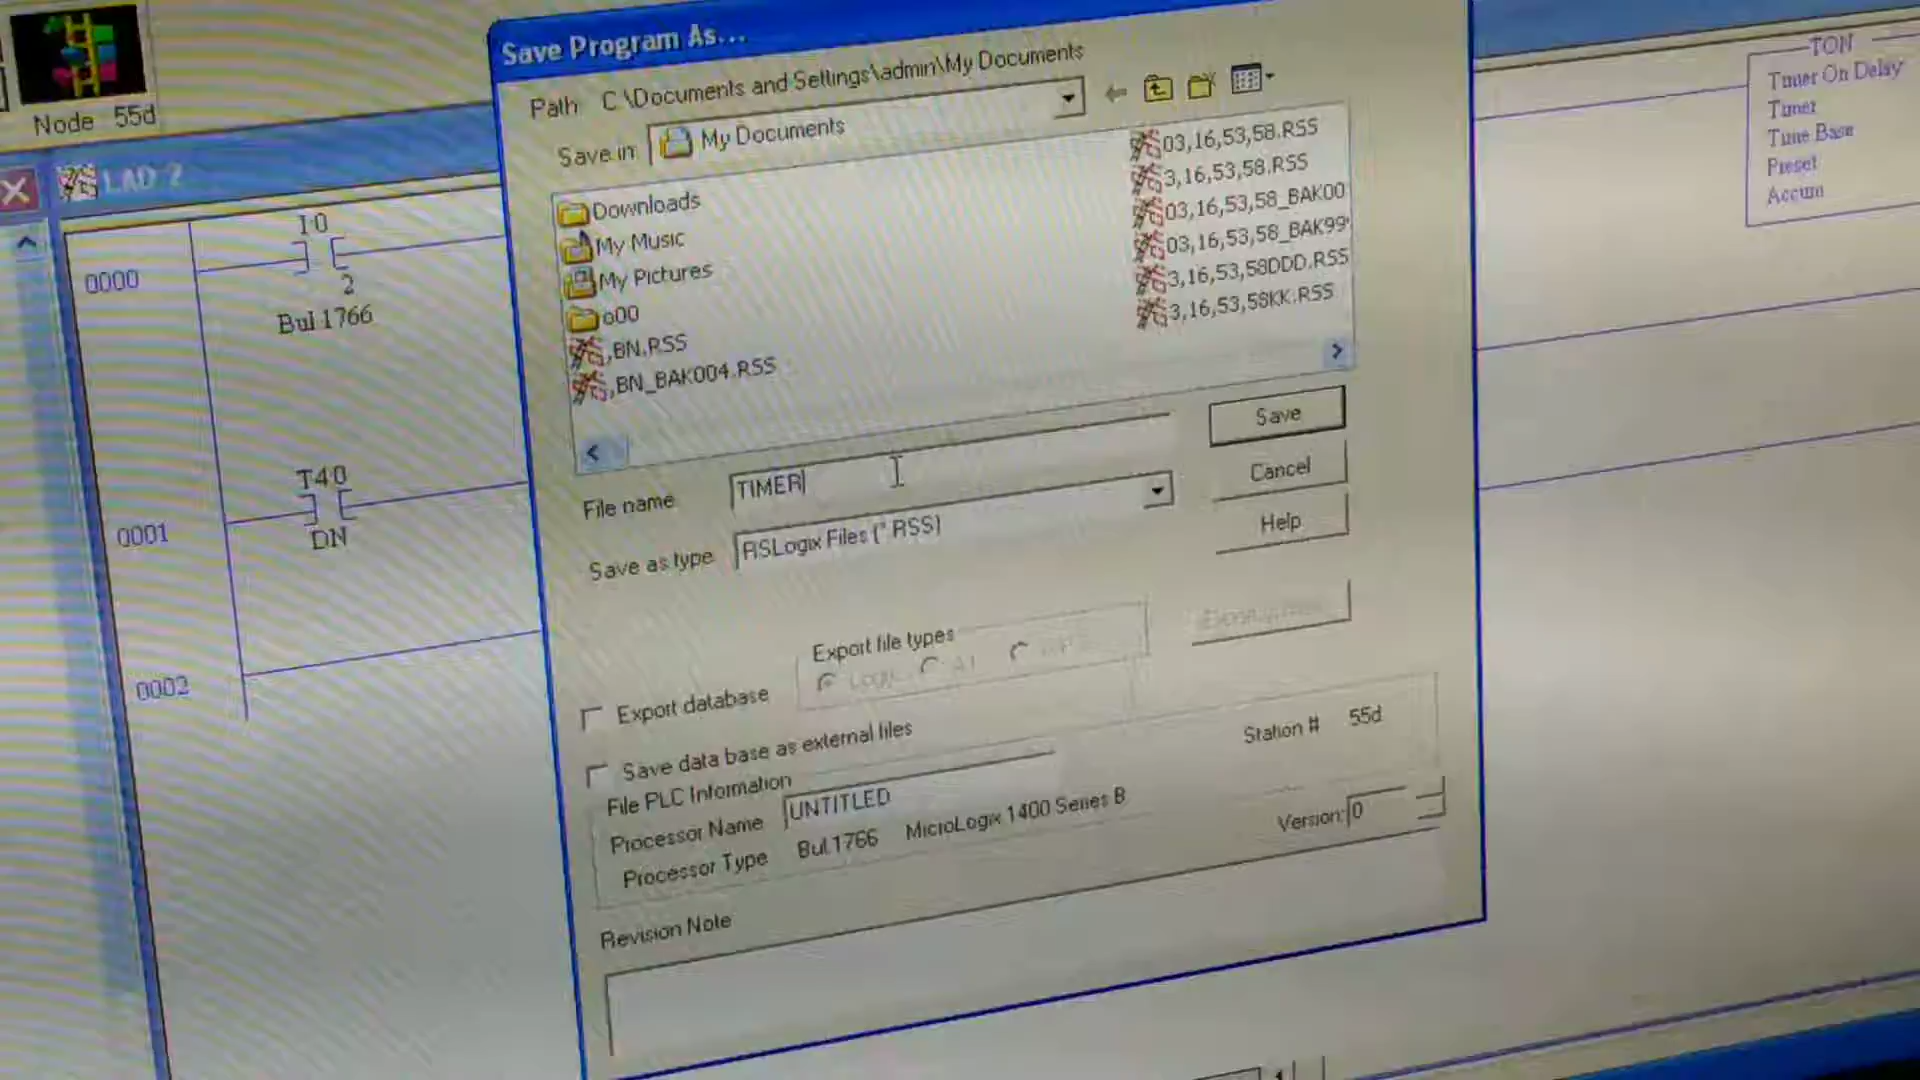 Node 55d
LAD 2
0000
I:0
2
Bul.1766
T4:0
0001
DN
0002
Save Program As...
Path: C:\Documents and Settings\admin\My Documents
Save in: My Documents
Downloads
My Music
My Pictures
o00
,BN.RSS
,BN_BAK004.RSS
03,16,53,58.RSS
3,16,53,58.RSS
03,16,53,58_BAK00
03,16,53,58_BAK99
3,16,53,58DDD.RSS
3,16,53,58KK.RSS
File name: TIMER
Save as type: RSLogix Files (*.RSS)
Save
Cancel
Help
Export database
Export file types
Logic
Save data base as external files
File PLC Information
Processor Name: UNTITLED
Processor Type: Bul.1766 MicroLogix 1400 Series B
Station #: 55d
Version: 0
Revision Note
TON
Timer On Delay
Timer
Time Base
Preset
Accum